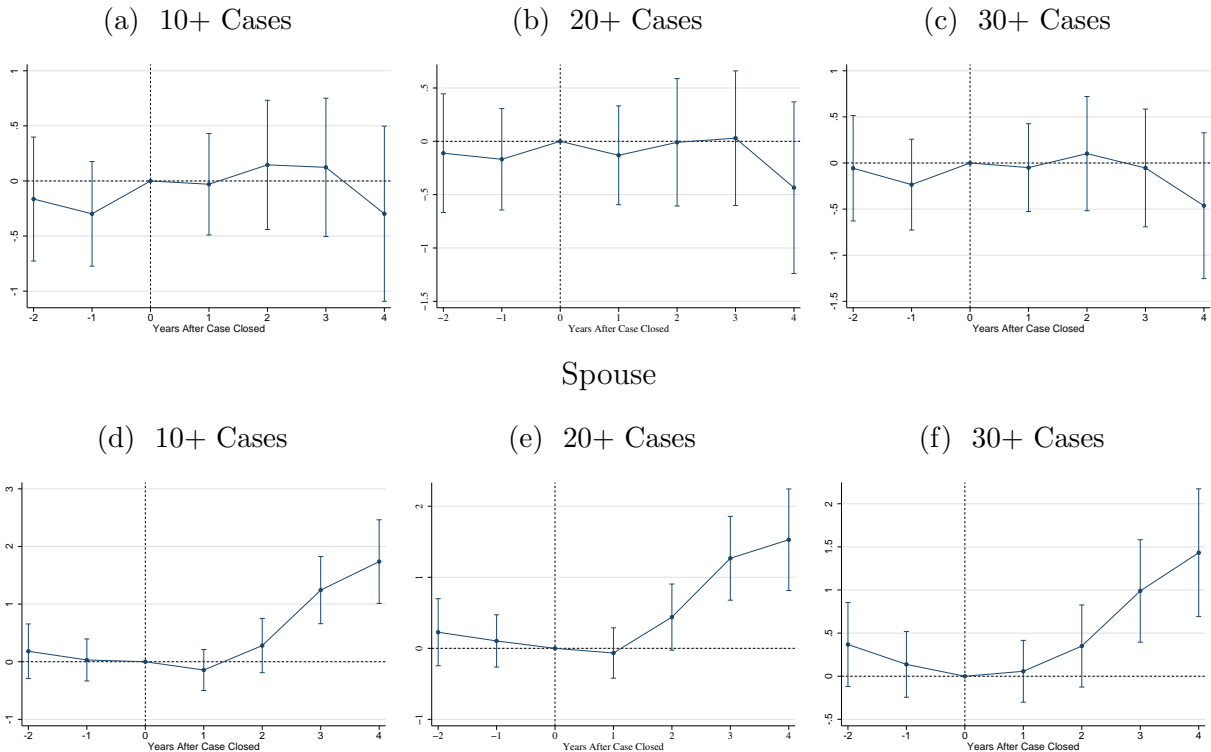 (a) 10+ Cases (b) 20+ Cases (c) 30+ Cases
1 .5 0 -.5 -1
.5 0 -.5 -1 -1.5
1 .5 0 -.5 -1 -1.5
-2 -1 0 1 2 3 4
Years After Case Closed
−2 −1 0 1 2 3 4
Years After Case Closed
-2 -1 0 1 2 3 4
Years After Case Closed
Spouse
(d) 10+ Cases (e) 20+ Cases (f) 30+ Cases
3 2 1 0 -1
2 1 0 −1
2 1.5 1 .5 0 -.5
-2 -1 0 1 2 3 4
Years After Case Closed
−2 −1 0 1 2 3 4
Years After Case Closed
-2 -1 0 1 2 3 4
Years After Case Closed